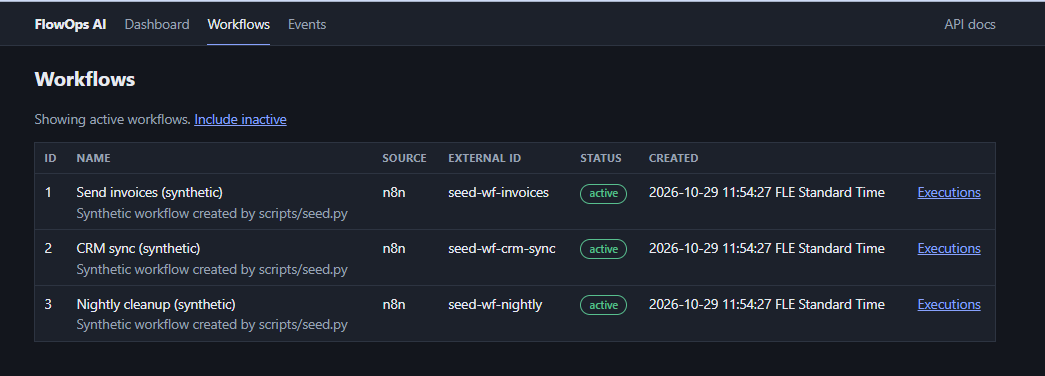 FlowOps AI Dashboard Workflows Events API docs
Workflows
Showing active workflows. Include inactive
ID NAME SOURCE EXTERNAL ID STATUS CREATED
1 Send invoices (synthetic) n8n seed-wf-invoices active 2026-10-29 11:54:27 FLE Standard Time Executions
Synthetic workflow created by scripts/seed.py
2 CRM sync (synthetic) n8n seed-wf-crm-sync active 2026-10-29 11:54:27 FLE Standard Time Executions
Synthetic workflow created by scripts/seed.py
3 Nightly cleanup (synthetic) n8n seed-wf-nightly active 2026-10-29 11:54:27 FLE Standard Time Executions
Synthetic workflow created by scripts/seed.py